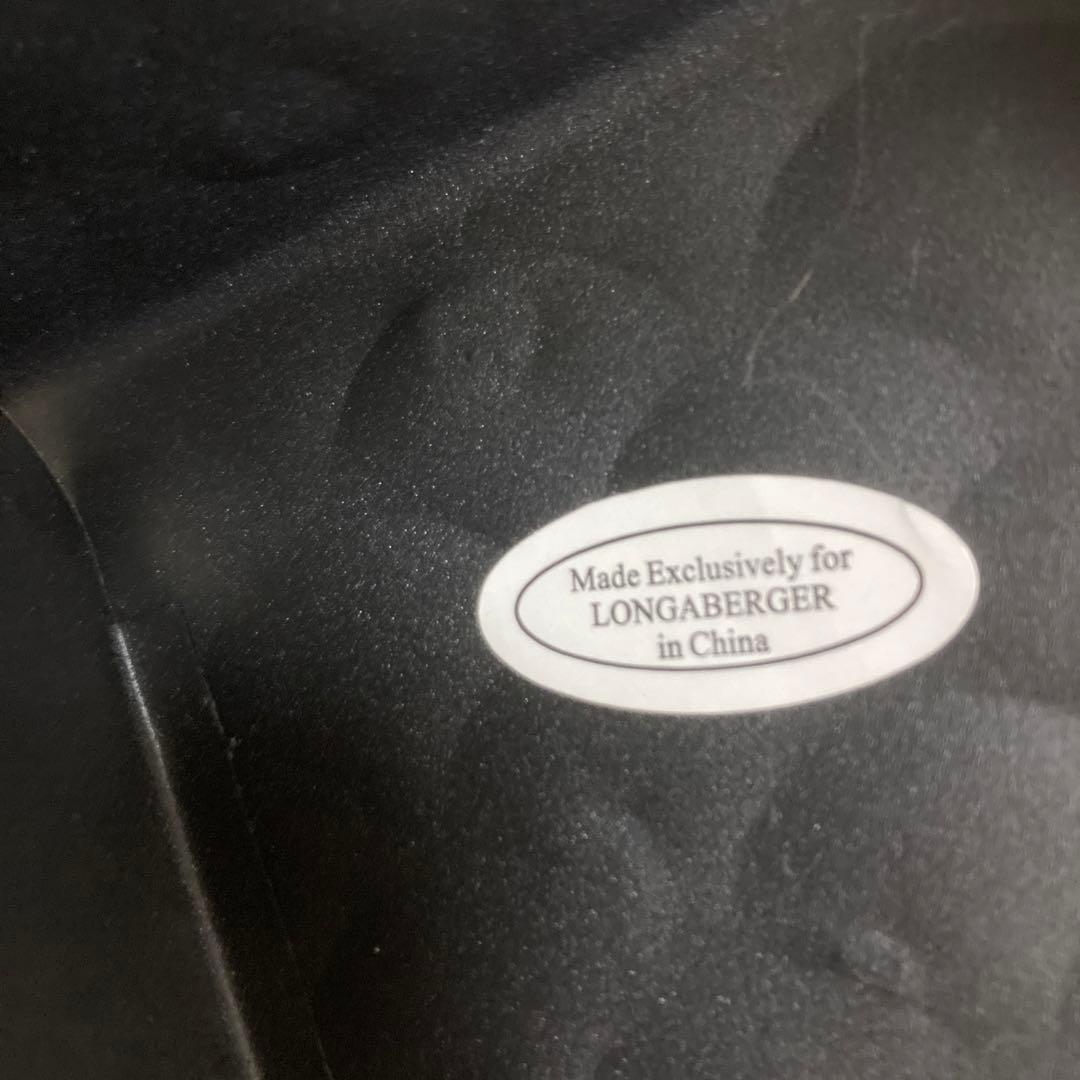 Made Exclusively for
LONGABERGER
in China